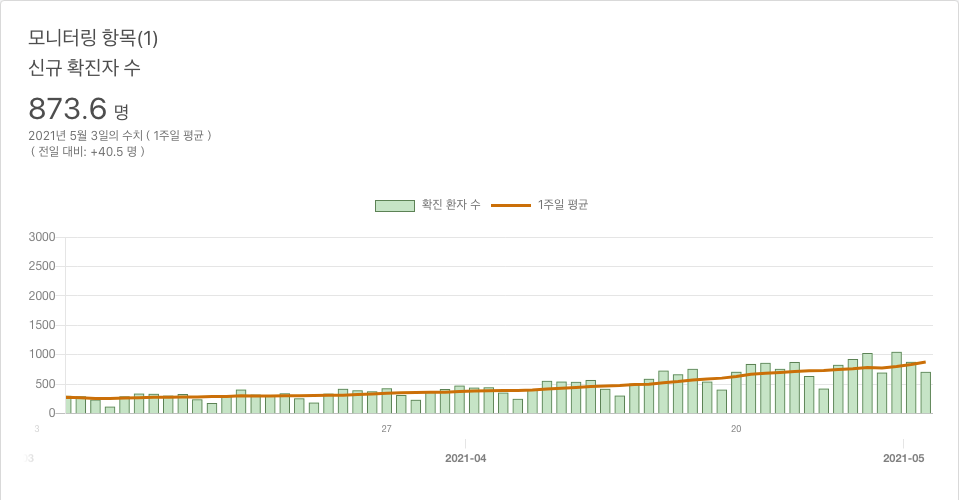 모니터링 항목(1)
신규 확진자 수
873.6 명
2021년 5월 3일의 수치 ( 1주일 평균 )
( 전일 대비: +40.5 명 )
확진 환자 수 1주일 평균
3000
2500
2000
1500
1000
500
0
3 27 20
2021-04 2021-05